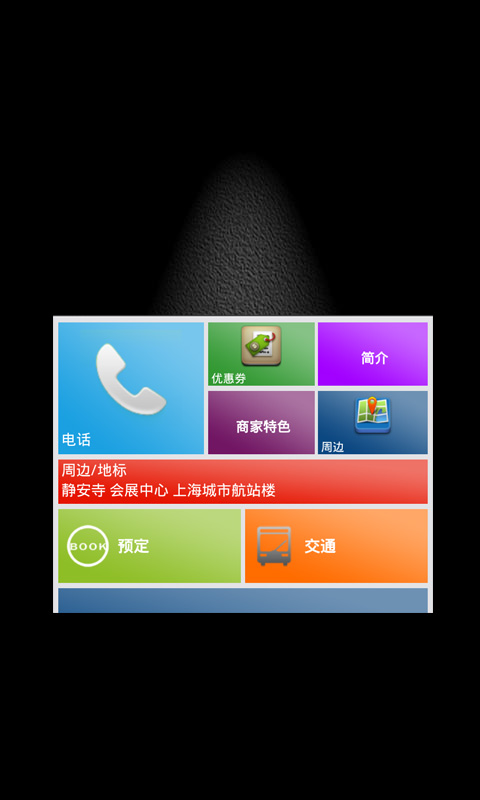 优惠券
简介
电话
商家特色
周边
周边/地标
静安寺 会展中心 上海城市航站楼
BOOK 预定
交通